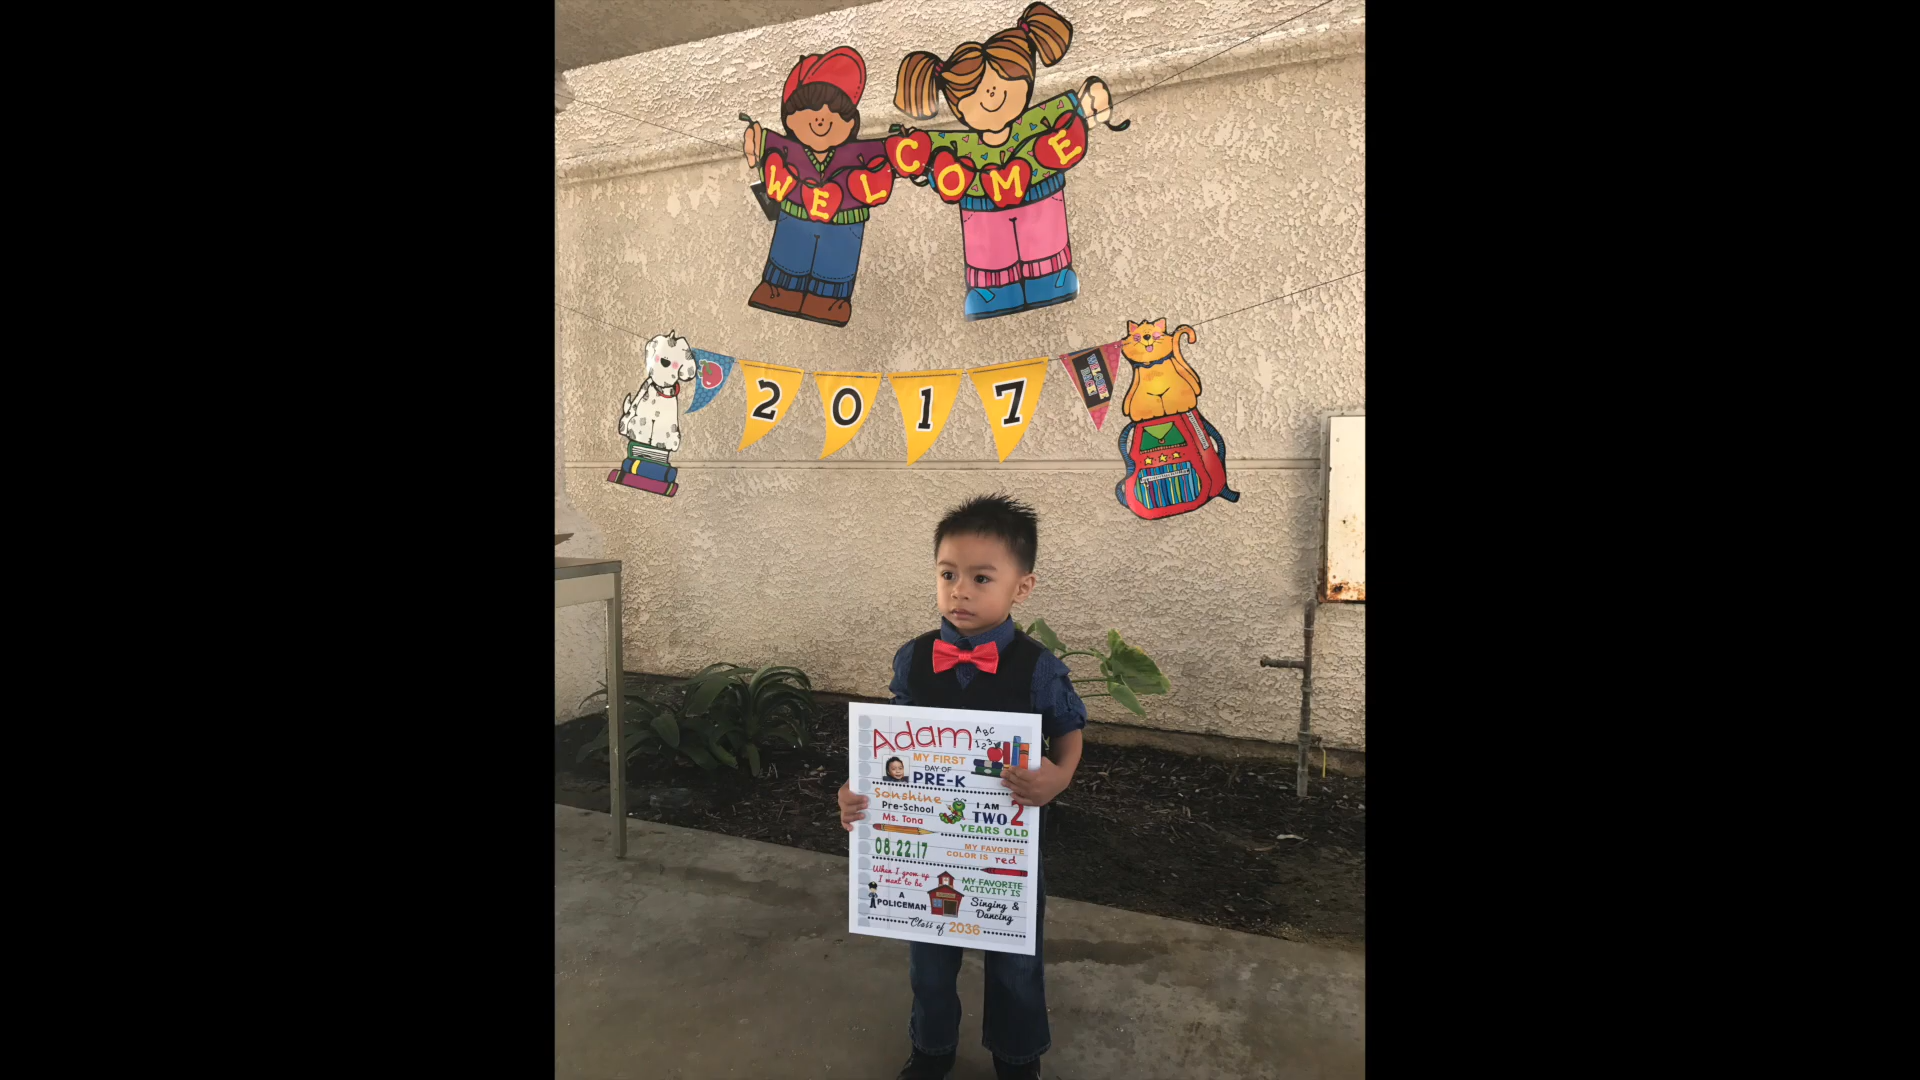 WELCOME
2017
WELCOME
BACK!
Adam
ABC
123
MY FIRST
DAY OF
PRE-K
Sonshine
Pre-School
Ms. Tona
I AM
TWO 2
YEARS OLD
08.22.17
MY FAVORITE
COLOR IS red
When I grow up
I want to be
A
POLICEMAN
MY FAVORITE
ACTIVITY IS
Singing &
Dancing
Class of 2036